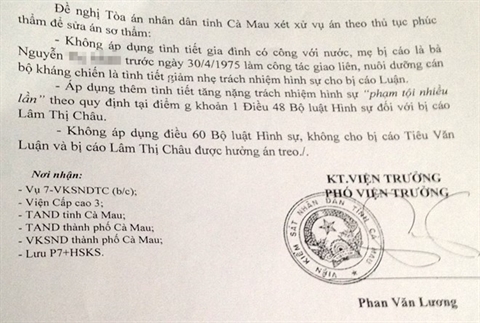 Đề nghị Tòa án nhân dân tỉnh Cà Mau xét xử vụ án theo thủ tục phúc
thẩm để sửa án sơ thẩm:
- Không áp dụng tình tiết gia đình có công với nước, mẹ bị cáo là bà
Nguyễn trước ngày 30/4/1975 làm công tác giao liên, nuôi dưỡng cán
bộ kháng chiến là tình tiết giảm nhẹ trách nhiệm hình sự cho bị cáo Luận.
- Áp dụng thêm tình tiết tăng nặng trách nhiệm hình sự "phạm tội nhiều
lần" theo quy định tại điểm g khoản 1 Điều 48 Bộ luật Hình sự đối với bị cáo
Lâm Thị Châu.
- Không áp dụng điều 60 Bộ luật Hình sự, không cho bị cáo Tiêu Văn
Luận và bị cáo Lâm Thị Châu được hưởng án treo./.
Nơi nhận:
- Vụ 7-VKSNDTC (b/c);
- Viện Cấp cao 3;
- TAND tỉnh Cà Mau;
- TAND thành phố Cà Mau;
- VKSND thành phố Cà Mau;
- Lưu P7+HSKS.
KT.VIỆN TRƯỞNG
PHÓ VIỆN TRƯỞNG
VIỆN KIỂM SÁT NHÂN DÂN TỈNH CÀ MAU
Phan Văn Lương